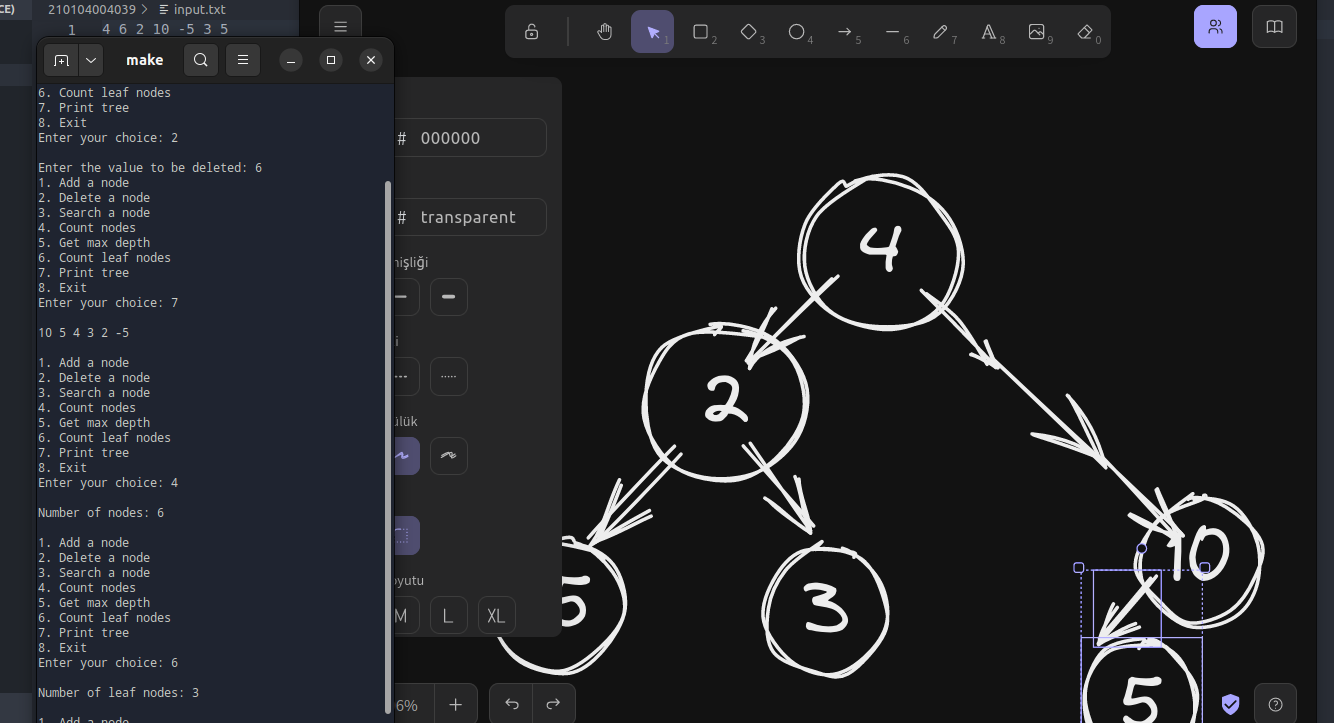 CE)
210104004039 > input.txt
1 4 6 2 10 -5 3 5
make
6. Count leaf nodes
7. Print tree
8. Exit
Enter your choice: 2
Enter the value to be deleted: 6
1. Add a node
2. Delete a node
3. Search a node
4. Count nodes
5. Get max depth
6. Count leaf nodes
7. Print tree
8. Exit
Enter your choice: 7
10 5 4 3 2 -5
1. Add a node
2. Delete a node
3. Search a node
4. Count nodes
5. Get max depth
6. Count leaf nodes
7. Print tree
8. Exit
Enter your choice: 4
Number of nodes: 6
1. Add a node
2. Delete a node
3. Search a node
4. Count nodes
5. Get max depth
6. Count leaf nodes
7. Print tree
8. Exit
Enter your choice: 6
Number of leaf nodes: 3
1. Add a node
# 000000
# transparent
nişliği
i
ülük
oyutu
M L XL
6%
1 2 3 4 5 6 7 A 8 9 0
4
2
10
5
3
5